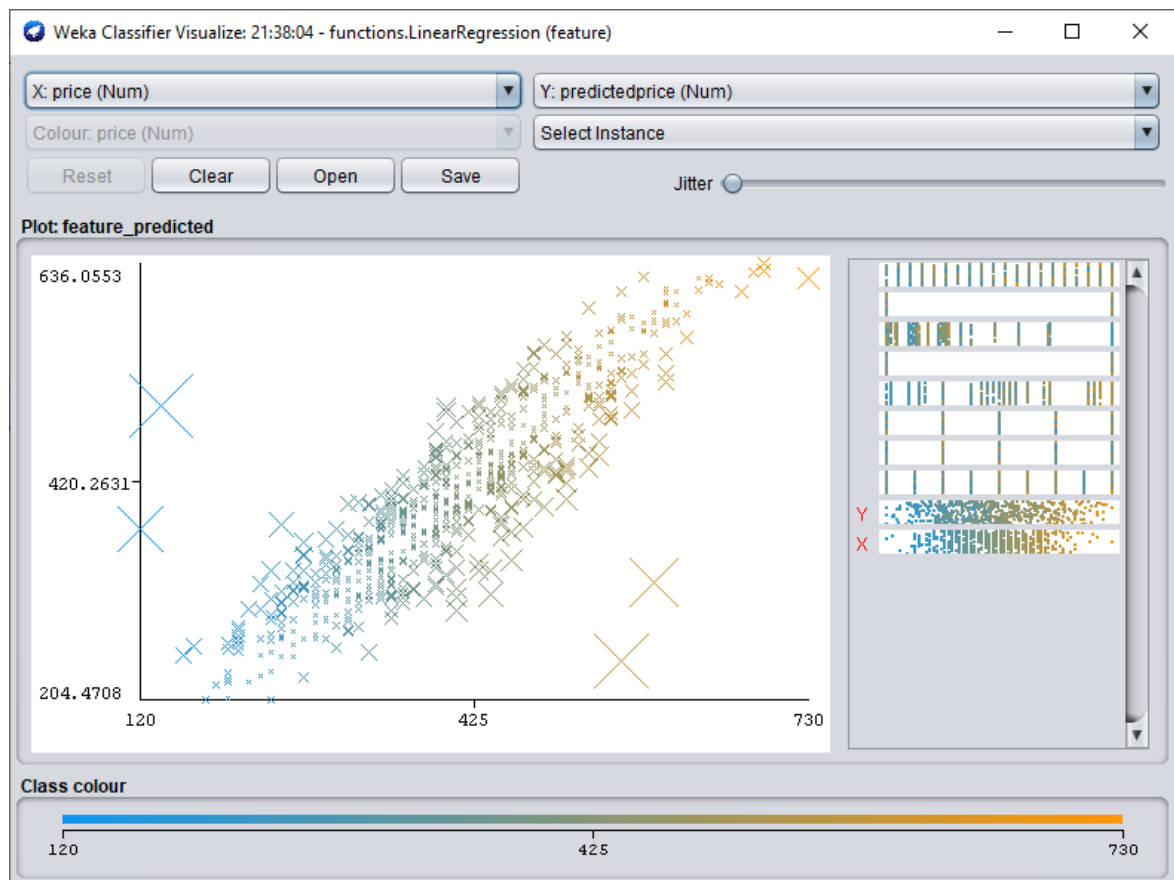 Weka Classifier Visualize: 21:38:04 - functions.LinearRegression (feature)
X: price (Num)
Y: predictedprice (Num)
Colour: price (Num)
Select Instance
Reset
Clear
Open
Save
Jitter
Plot: feature_predicted
636.0553
420.2631
204.4708
120
425
730
Y
X
Class colour
120
425
730